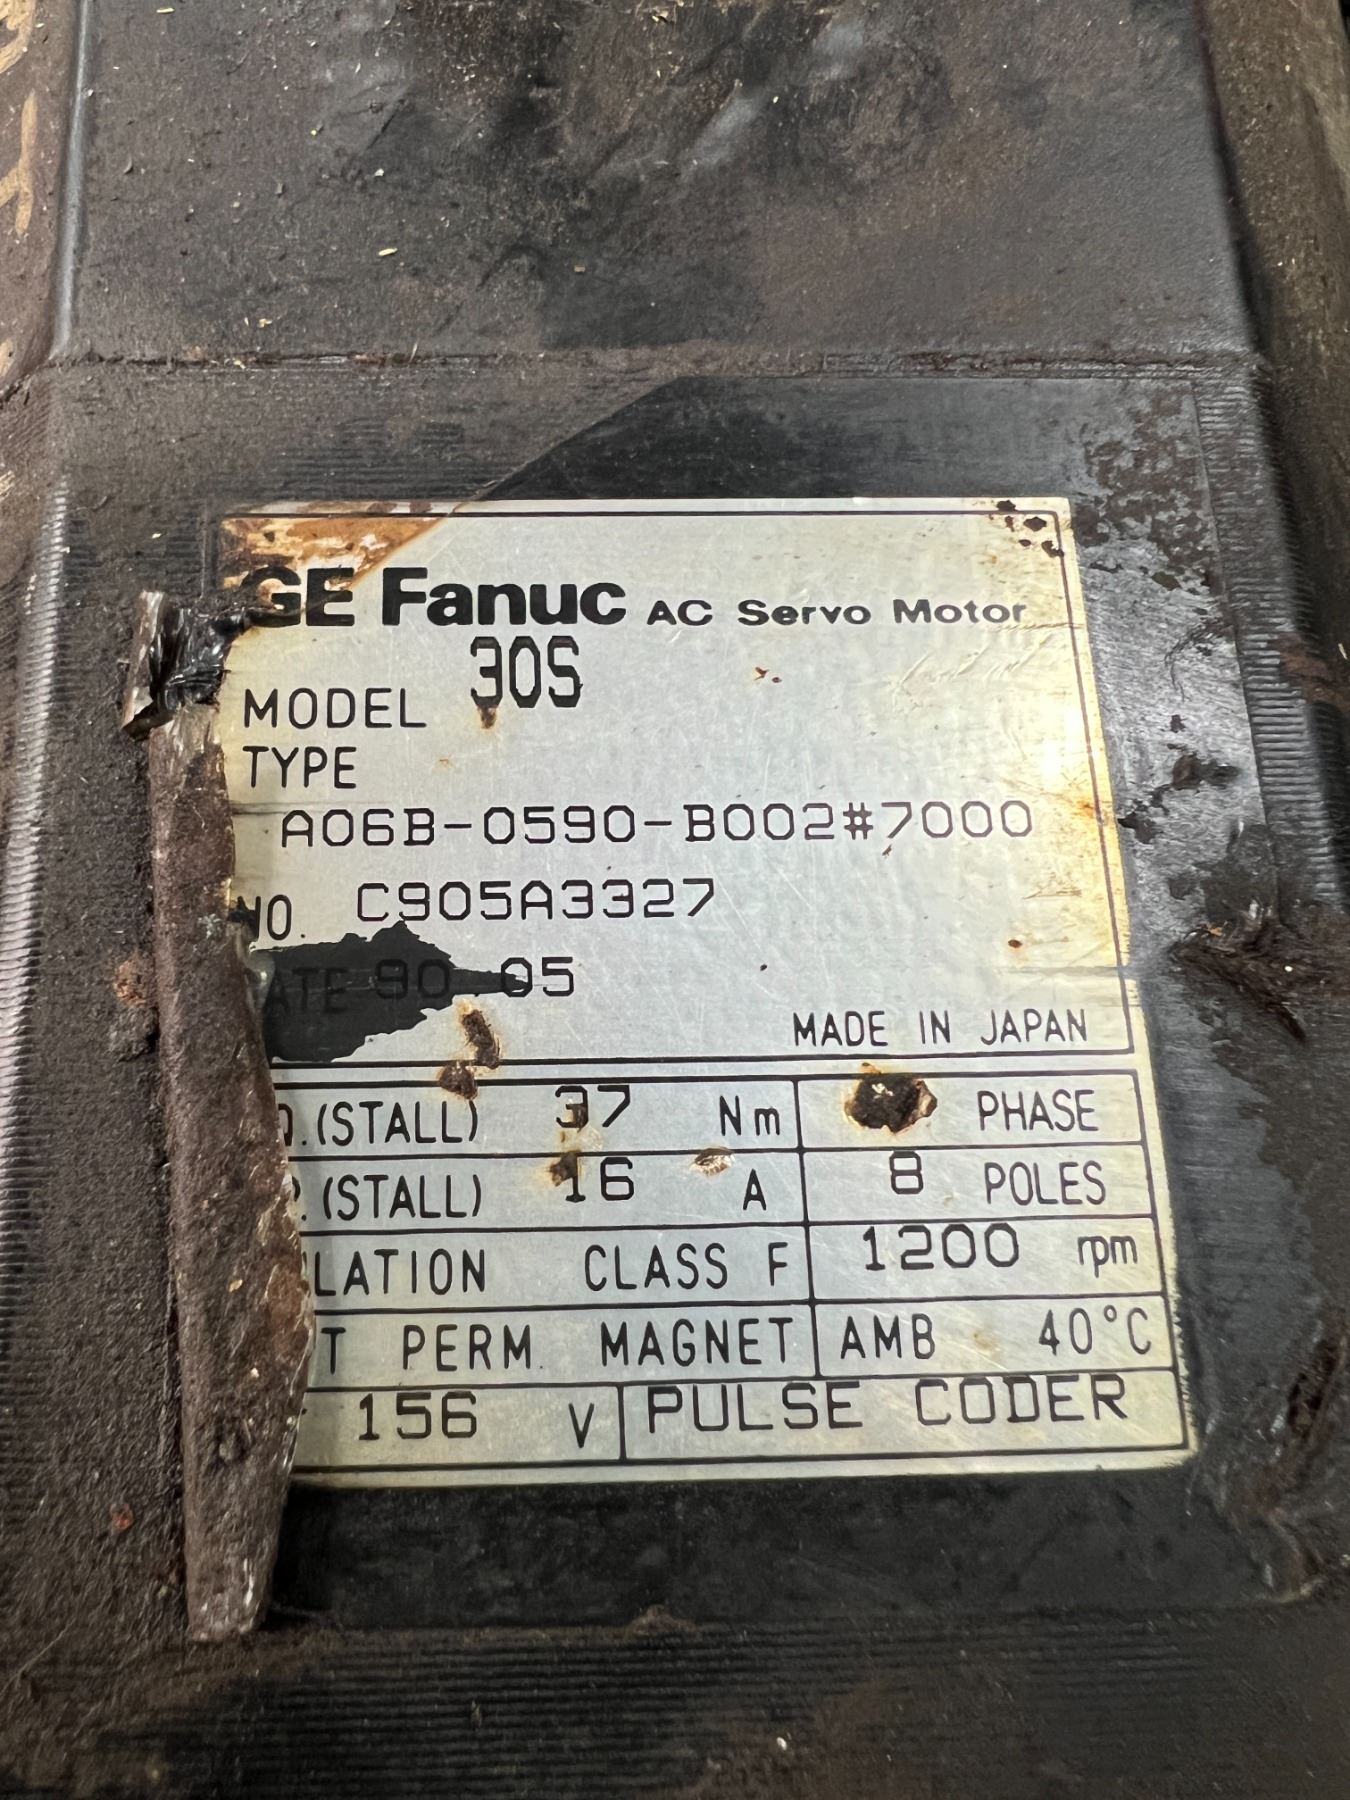 GE Fanuc AC Servo Motor
MODEL 30S
TYPE
A06B-0590-B002#7000
NO. C905A3327
ATE 90.05
MADE IN JAPAN
.(STALL) 37 Nm PHASE
.(STALL) 16 A 8 POLES
LATION CLASS F 1200 rpm
T PERM. MAGNET AMB 40°C
156 V PULSE CODER